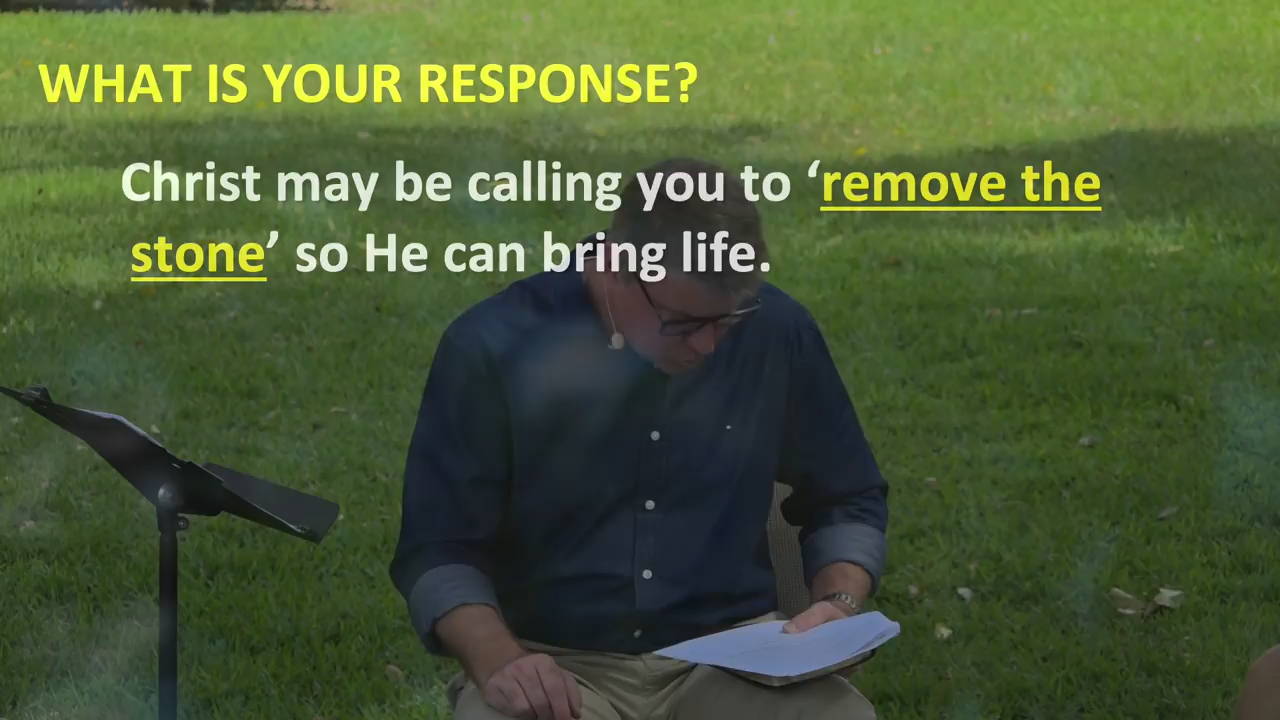 WHAT IS YOUR RESPONSE?
Christ may be calling you to ‘remove the
stone’ so He can bring life.